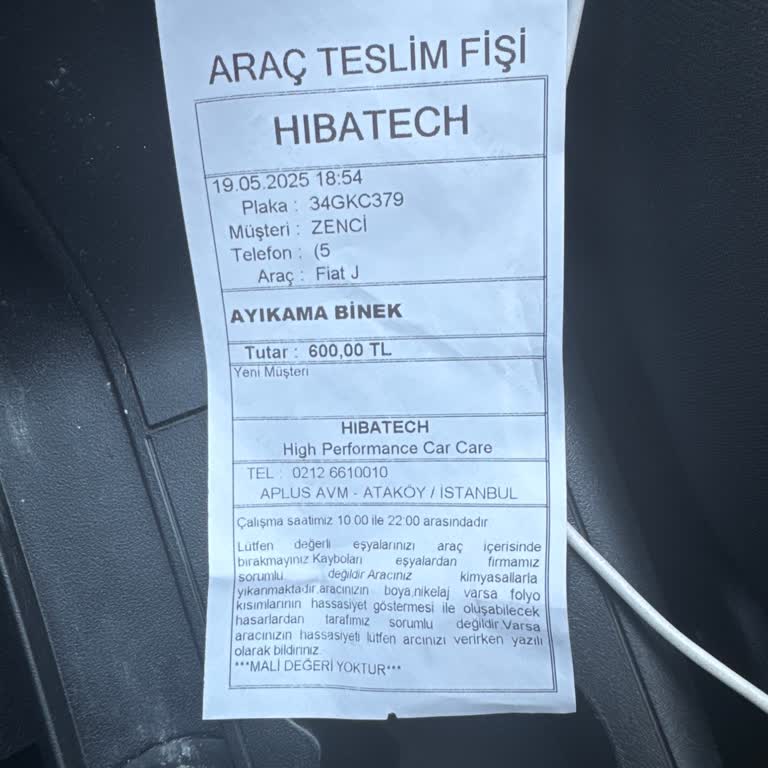 ARAÇ TESLİM FİŞİ
HIBATECH
19.05.2025 18:54
Plaka : 34GKC379
Müşteri : ZENCİ
Telefon : (5
Araç : Fiat J
AYIKAMA BİNEK
Tutar : 600,00 TL
Yeni Müşteri
HIBATECH
High Performance Car Care
TEL : 0212 6610010
APLUS AVM - ATAKÖY / İSTANBUL
Çalışma saatimiz 10:00 ile 22:00 arasındadır
Lütfen değerli eşyalarınızı araç içerisinde
bırakmayınız.Kayboları eşyalardan firmamız
sorumlu değildir.Aracınız kimyasallarla
yıkanmaktadır,aracınızın boya,nikelaj varsa folyo
kısımlarının hassasiyet göstermesi ile oluşabilecek
hasarlardan tarafımız sorumlu değildir.Varsa
aracınızın hassasiyeti lütfen arcınızı verirken yazılı
olarak bildiriniz.
***MALİ DEĞERİ YOKTUR***